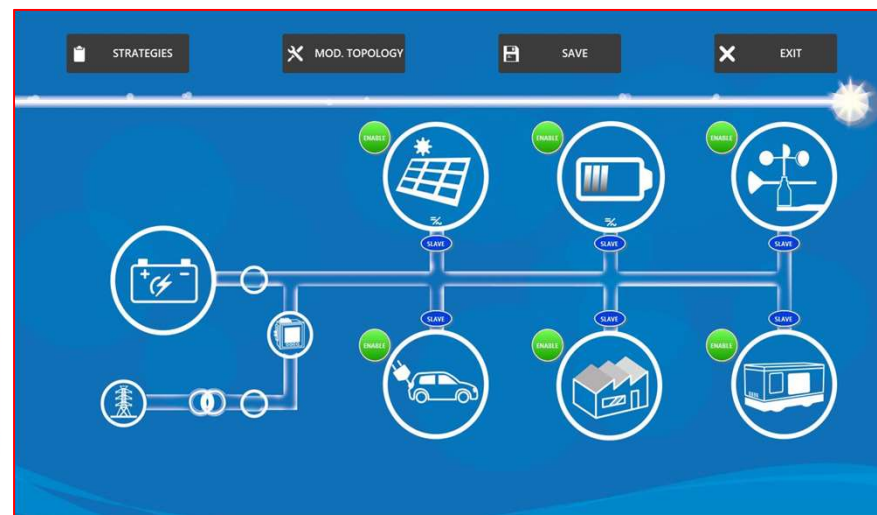 STRATEGIES
MOD. TOPOLOGY
SAVE
EXIT
ENABLE
ENABLE
ENABLE
SLAVE
SLAVE
SLAVE
SLAVE
SLAVE
SLAVE
ENABLE
ENABLE
ENABLE